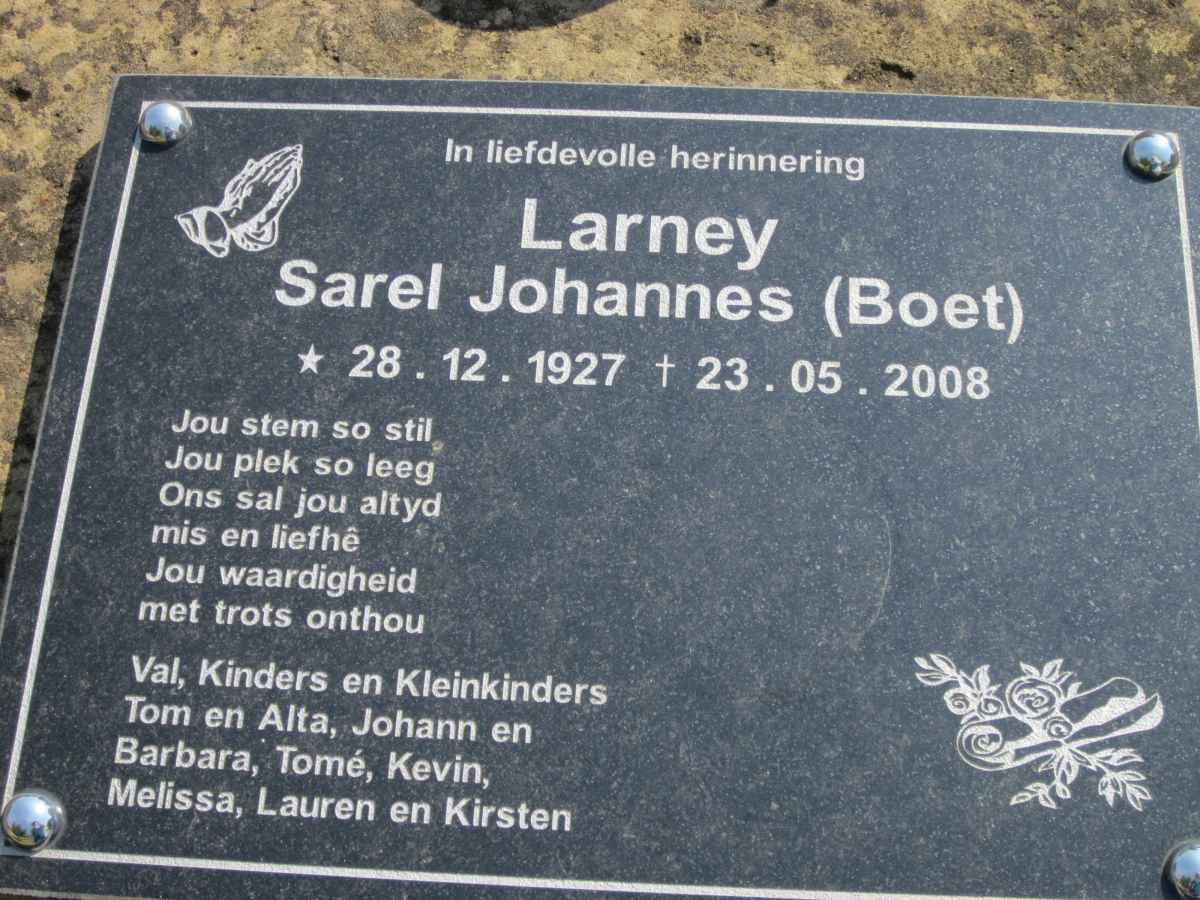 In liefdevolle herinnering
Larney
Sarel Johannes (Boet)
★ 28 . 12 . 1927 † 23 . 05 . 2008
Jou stem so stil
Jou plek so leeg
Ons sal jou altyd
mis en liefhê
Jou waardigheid
met trots onthou
Val, Kinders en Kleinkinders
Tom en Alta, Johann en
Barbara, Tomé, Kevin,
Melissa, Lauren en Kirsten